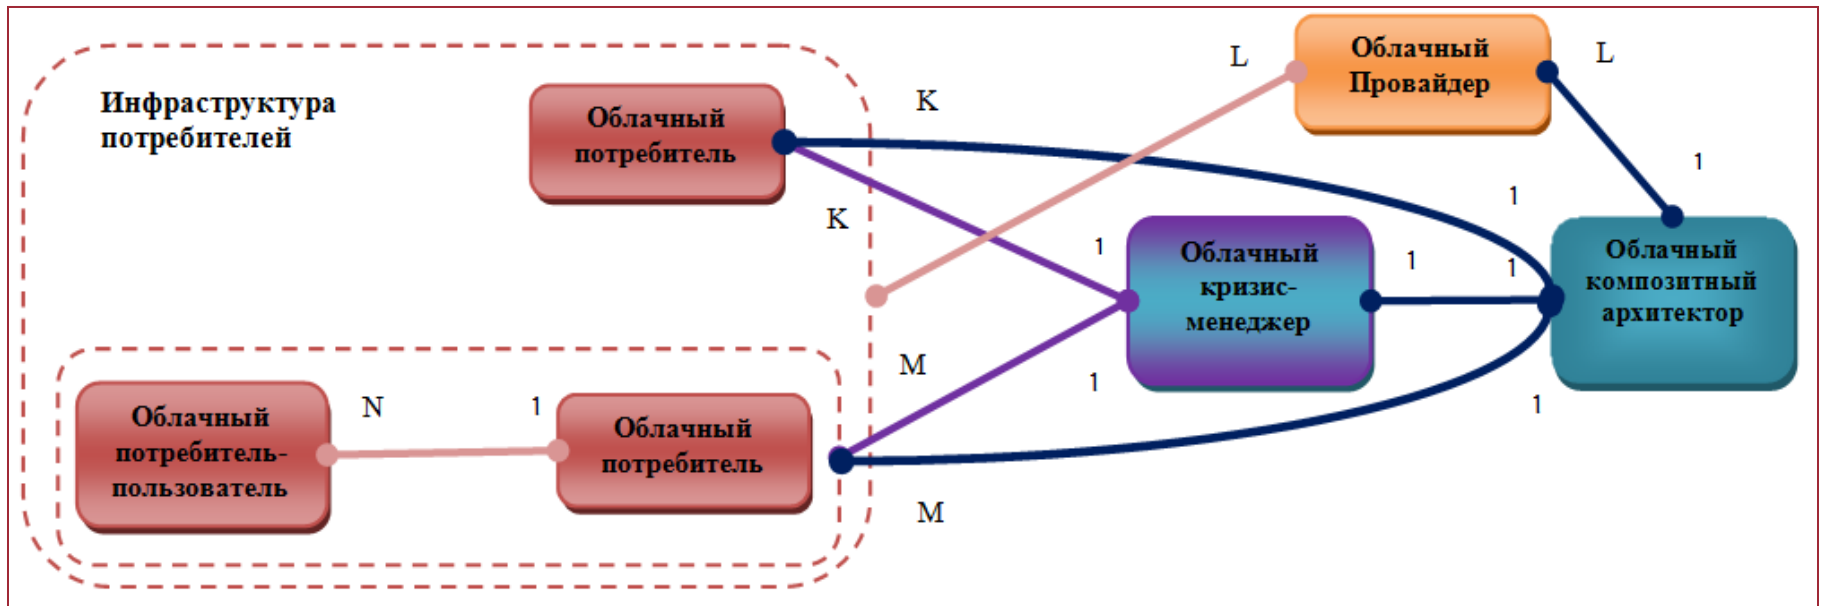 Инфраструктура
потребителей
Облачный
потребитель
K
K
L
Облачный
Провайдер
L
1
1
1
Облачный
кризис-
менеджер
1
1
Облачный
композитный
архитектор
M
1
1
Облачный
потребитель-
пользователь
N
1
Облачный
потребитель
M